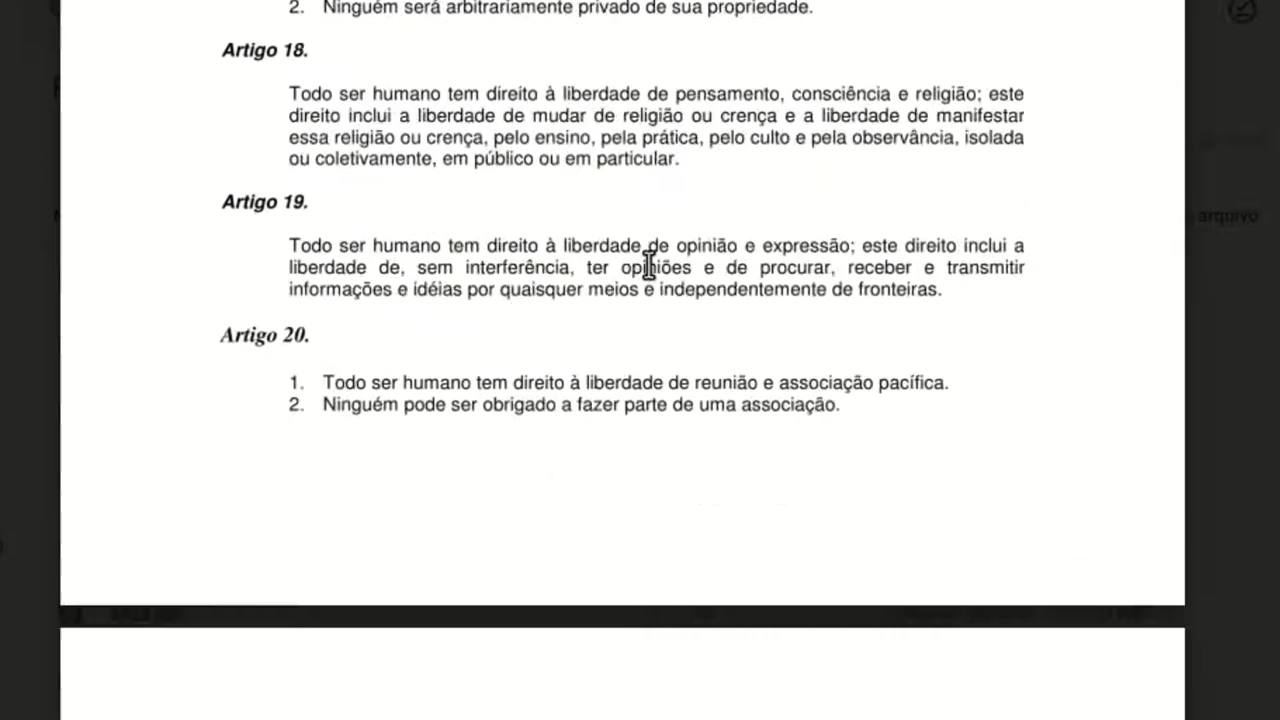 2. Ninguém será arbitrariamente privado de sua propriedade.
Artigo 18.
Todo ser humano tem direito à liberdade de pensamento, consciência e religião; este
direito inclui a liberdade de mudar de religião ou crença e a liberdade de manifestar
essa religião ou crença, pelo ensino, pela prática, pelo culto e pela observância, isolada
ou coletivamente, em público ou em particular.
Artigo 19.
Todo ser humano tem direito à liberdade de opinião e expressão; este direito inclui a
liberdade de, sem interferência, ter opiniões e de procurar, receber e transmitir
informações e idéias por quaisquer meios e independentemente de fronteiras.
arquivo
Artigo 20.
1. Todo ser humano tem direito à liberdade de reunião e associação pacífica.
2. Ninguém pode ser obrigado a fazer parte de uma associação.